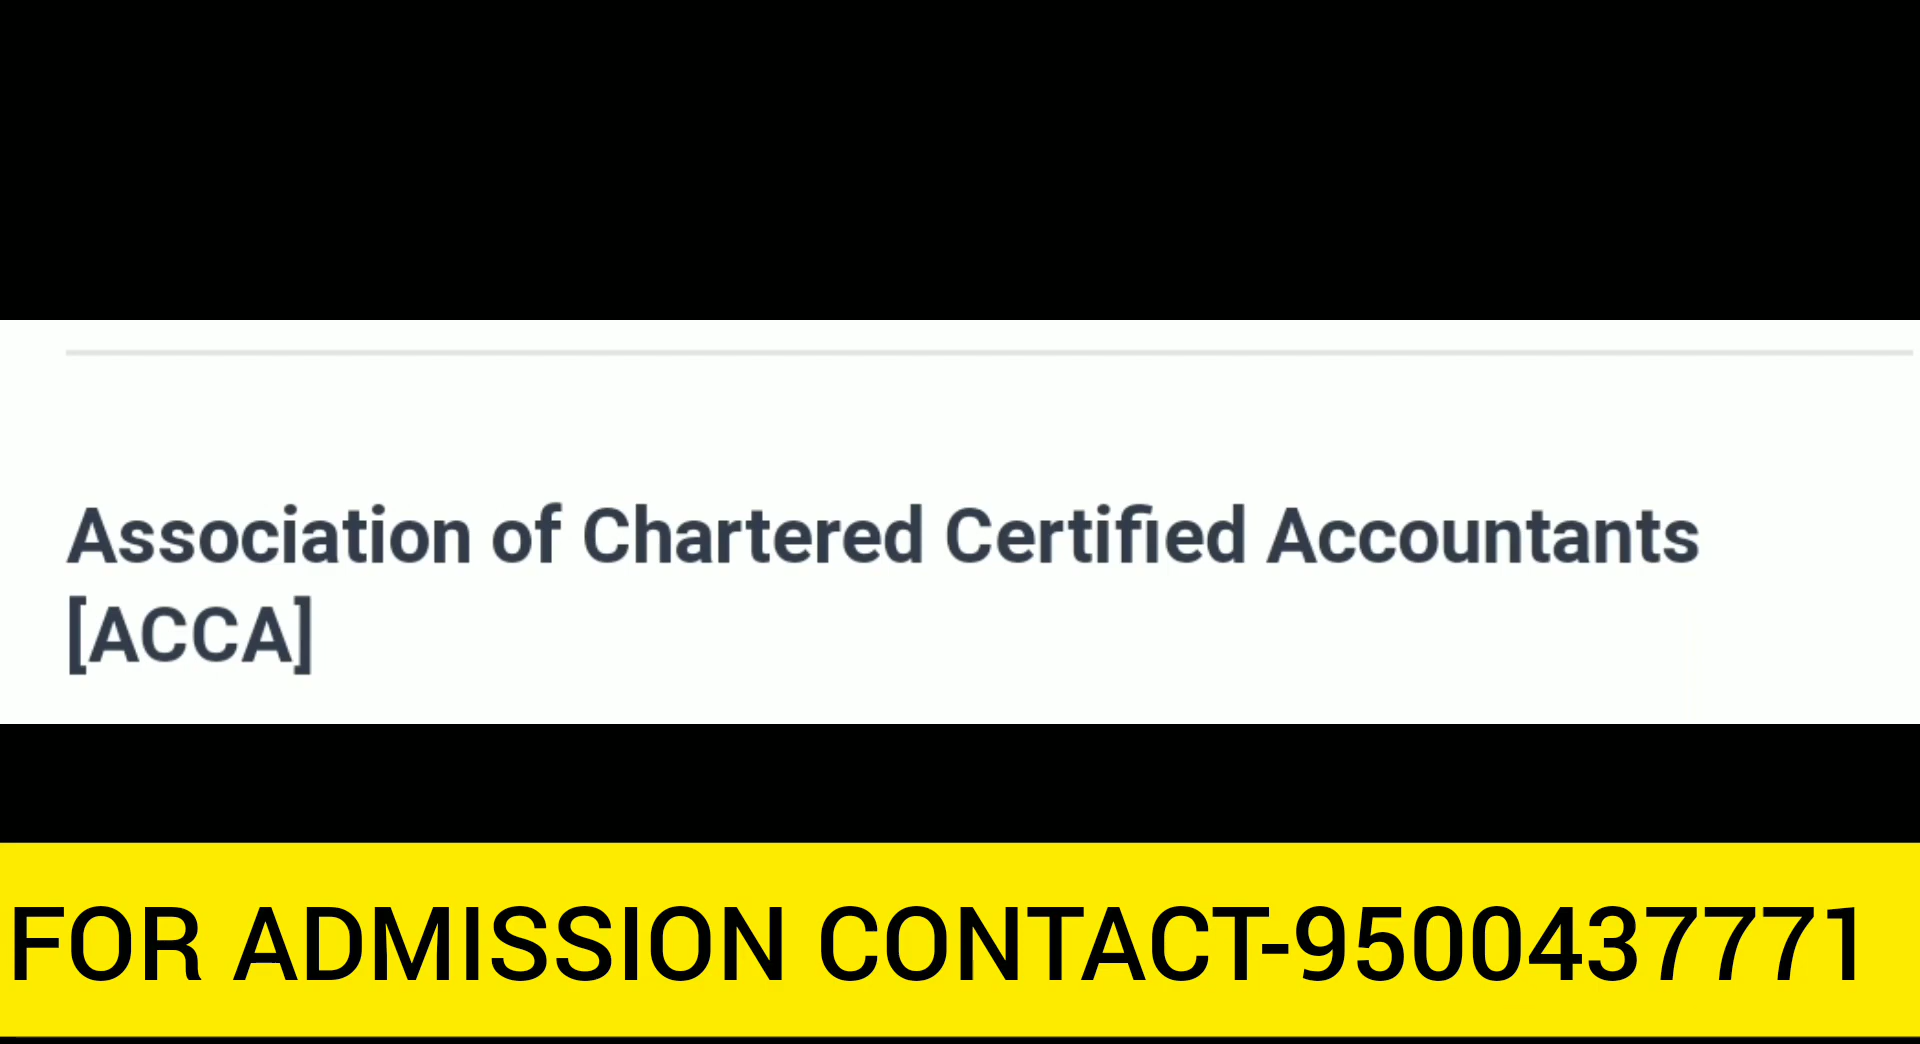 Association of Chartered Certified Accountants
[ACCA]
FOR ADMISSION CONTACT-9500437771